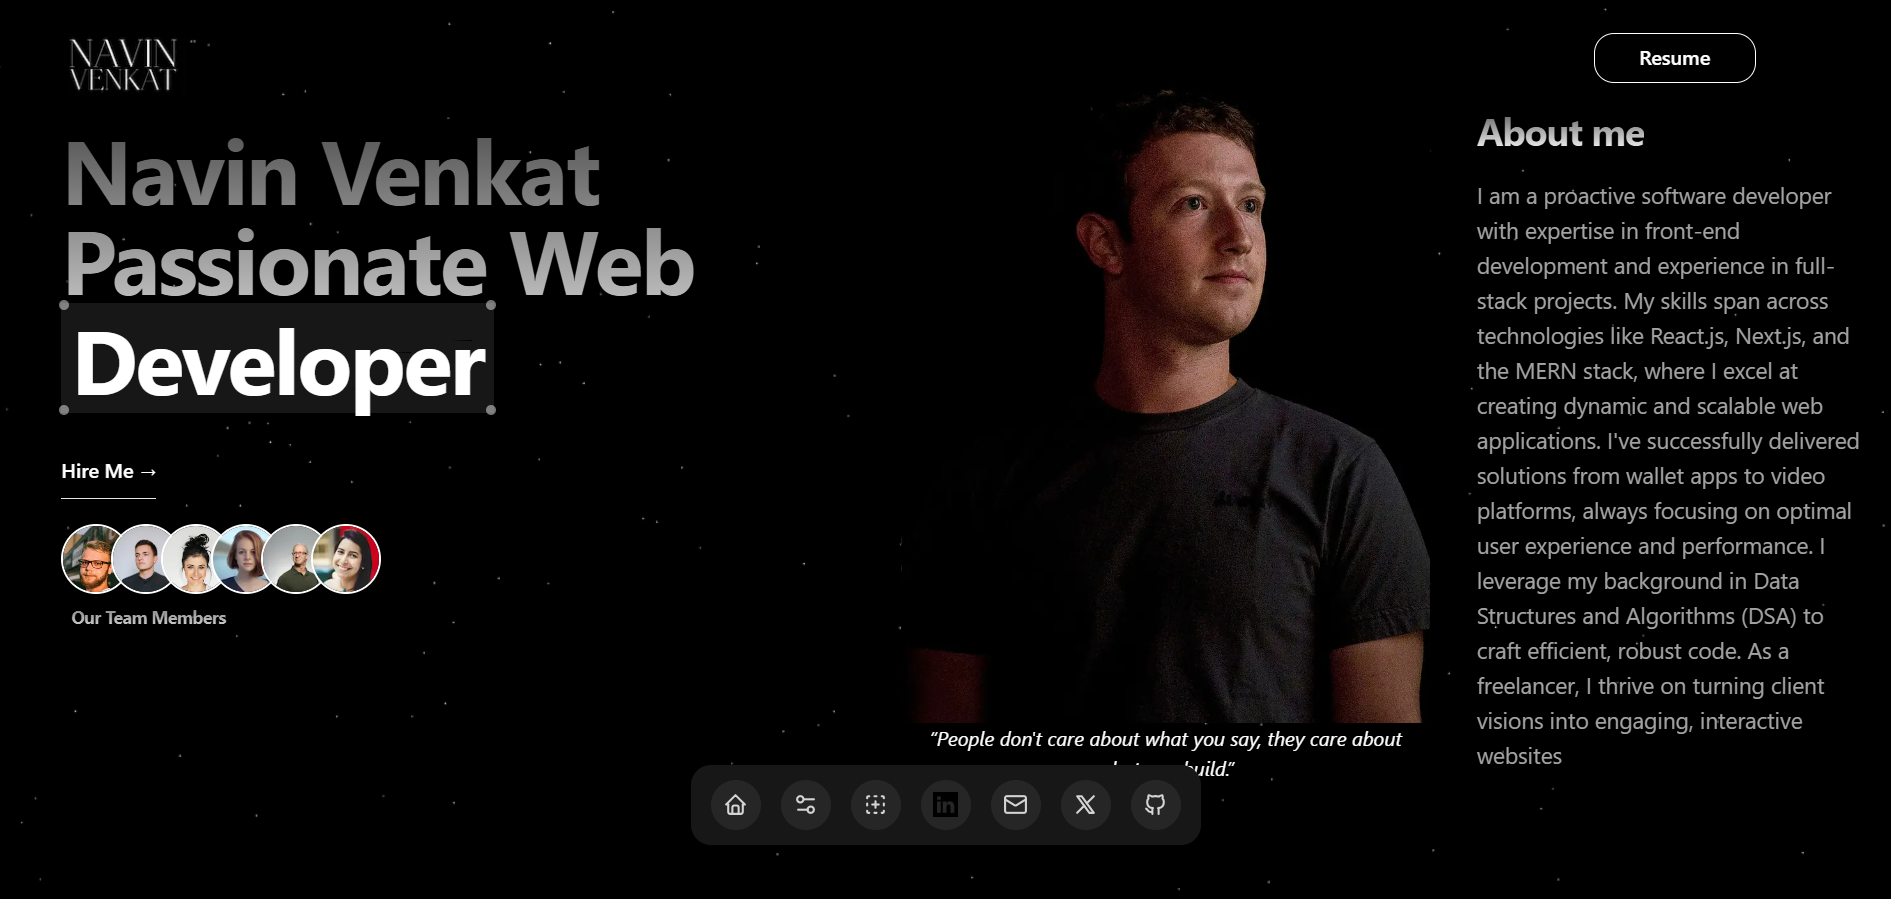 NAVIN
VENKAT
Resume
Navin Venkat
Passionate Web
Developer
Hire Me →
Our Team Members
“People don't care about what you say, they care about
build.”
About me
I am a proactive software developer
with expertise in front-end
development and experience in full-
stack projects. My skills span across
technologies like React.js, Next.js, and
the MERN stack, where I excel at
creating dynamic and scalable web
applications. I've successfully delivered
solutions from wallet apps to video
platforms, always focusing on optimal
user experience and performance. I
leverage my background in Data
Structures and Algorithms (DSA) to
craft efficient, robust code. As a
freelancer, I thrive on turning client
visions into engaging, interactive
websites
in